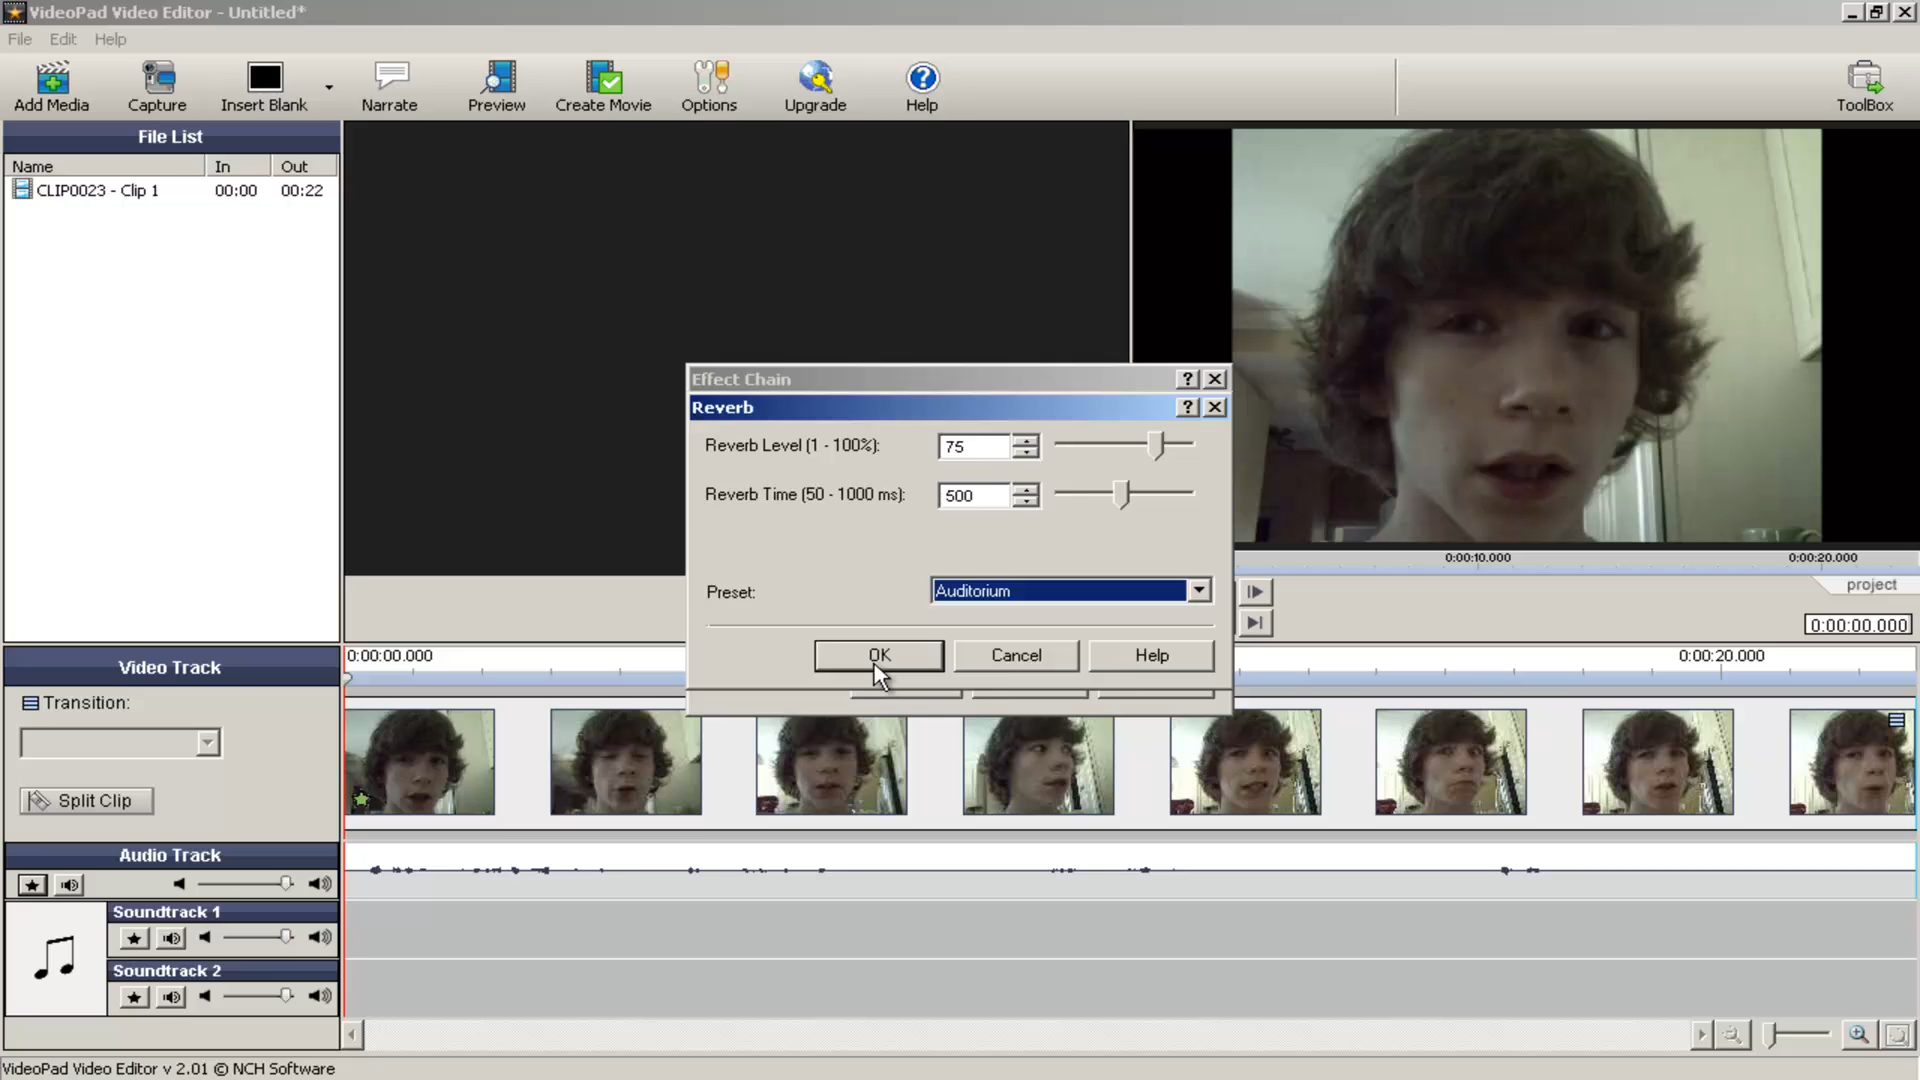 VideoPad Video Editor - Untitled*
File Edit Help
Add Media Capture Insert Blank Narrate Preview Create Movie Options Upgrade Help ToolBox
File List
Name In Out
CLIP0023 - Clip 1 00:00 00:22
Effect Chain
Reverb
Reverb Level (1 - 100%): 75
Reverb Time (50 - 1000 ms): 500
Preset: Auditorium
OK Cancel Help
0:00:10.000 0:00:20.000
project
0:00:00.000
Video Track
0:00:00.000 0:00:20.000
Transition:
Split Clip
Audio Track
Soundtrack 1
Soundtrack 2
VideoPad Video Editor v 2.01 © NCH Software